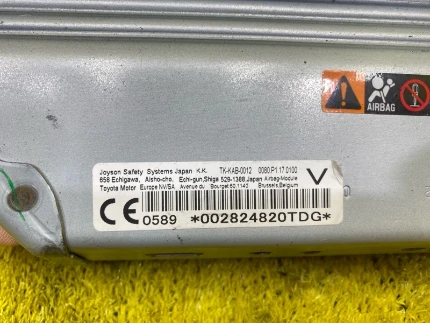 AIRBAG
Joyson Safety Systems Japan K.K. TK-KAB-0012 0080.P1 17.0100
658 Echigawa, Aisho-cho, Echi-gun,Shiga 529-1388,Japan Airbag-Module
Toyota Motor Europe NV/SA Avenue du Bourget 60,1140 Brussels,Belgium
V
CE 0589 *002824820TDG*